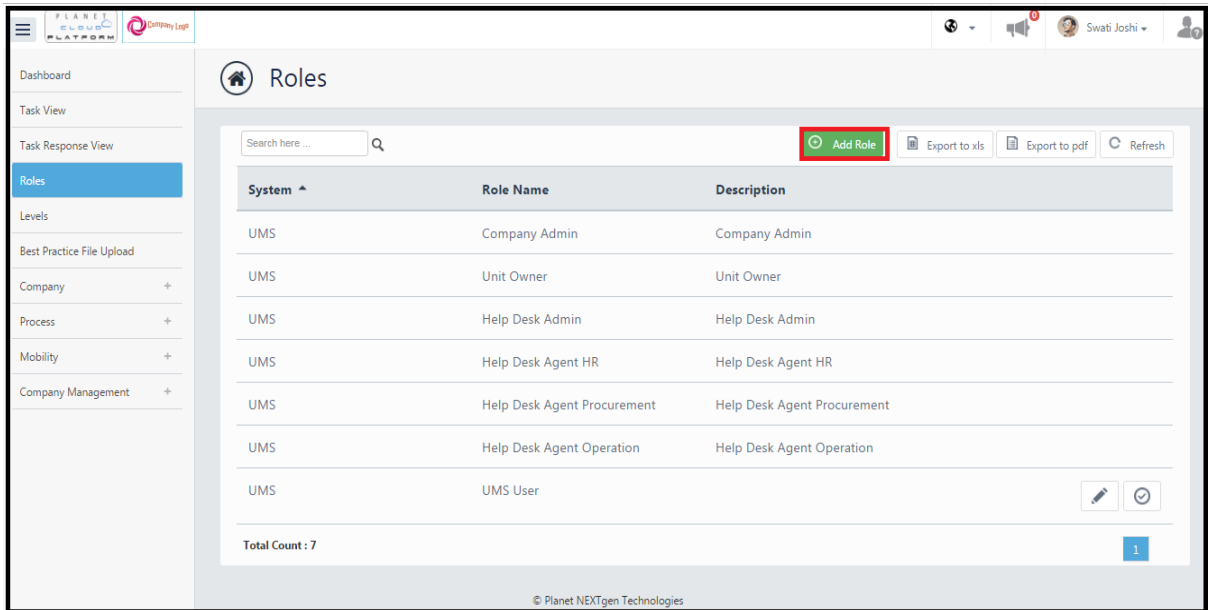 PLANET
CLOUD
PLATFORM
Company Logo
0
Swati Joshi
Dashboard
Task View
Task Response View
Roles
Levels
Best Practice File Upload
Company +
Process +
Mobility +
Company Management +
Roles
Search here ...
Add Role
Export to xls
Export to pdf
Refresh
System Role Name Description
UMS Company Admin Company Admin
UMS Unit Owner Unit Owner
UMS Help Desk Admin Help Desk Admin
UMS Help Desk Agent HR Help Desk Agent HR
UMS Help Desk Agent Procurement Help Desk Agent Procurement
UMS Help Desk Agent Operation Help Desk Agent Operation
UMS UMS User
Total Count : 7
1
© Planet NEXTgen Technologies